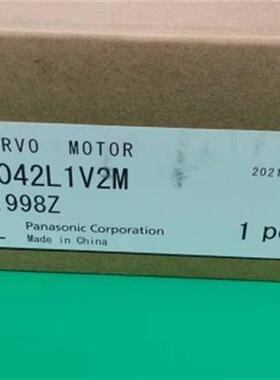 RVO MOTOR
042L1V2M
2021
998Z
Panasonic Corporation
Made in China
1 p